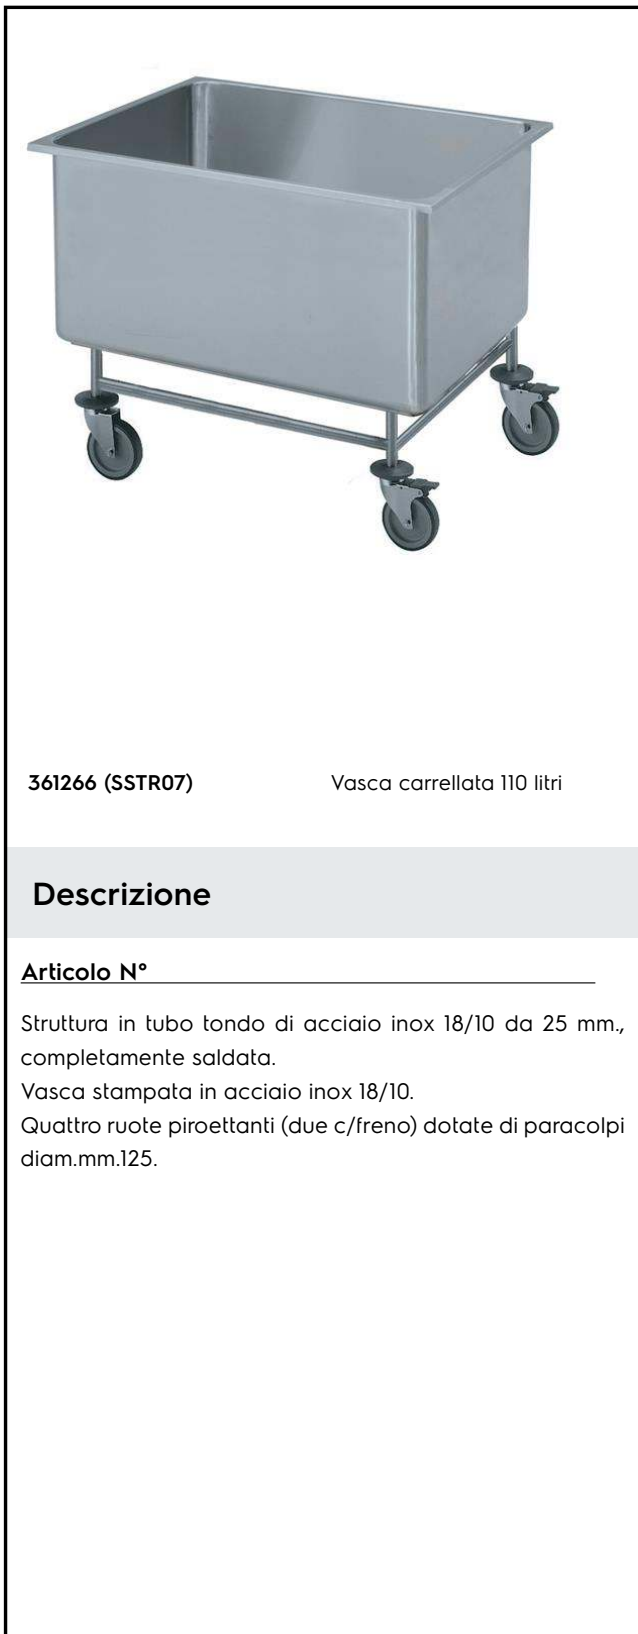 361266 (SSTR07) Vasca carrellata 110 litri
Descrizione
Articolo N°
Struttura in tubo tondo di acciaio inox 18/10 da 25 mm.,
completamente saldata.
Vasca stampata in acciaio inox 18/10.
Quattro ruote piroettanti (due c/freno) dotate di paracolpi
diam.mm.125.